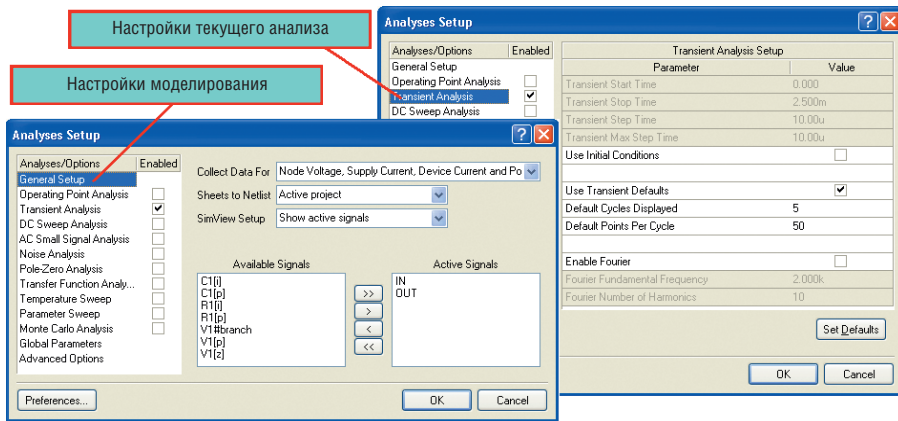 Настройки текущего анализа
Настройки моделирования
Analyses Setup
Analyses/Options Enabled
General Setup
Operating Point Analysis
Transient Analysis
DC Sweep Analysis
Transient Analysis Setup
Parameter Value
Transient Start Time 0.000
Transient Stop Time 2.500m
Transient Step Time 10.00u
Transient Max Step Time 10.00u
Use Initial Conditions
Use Transient Defaults
Default Cycles Displayed 5
Default Points Per Cycle 50
Enable Fourier
Fourier Fundamental Frequency 2.000k
Fourier Number of Harmonics 10
Set Defaults
OK Cancel
Analyses Setup
Analyses/Options Enabled
General Setup
Operating Point Analysis
Transient Analysis
DC Sweep Analysis
AC Small Signal Analysis
Noise Analysis
Pole-Zero Analysis
Transfer Function Analy...
Temperature Sweep
Parameter Sweep
Monte Carlo Analysis
Global Parameters
Advanced Options
Collect Data For Node Voltage, Supply Current, Device Current and Po
Sheets to Netlist Active project
SimView Setup Show active signals
Available Signals
C1[i]
C1[p]
R1[i]
R1[p]
V1#branch
V1[p]
V1[z]
>>
>
<
<<
Active Signals
IN
OUT
Preferences...
OK Cancel